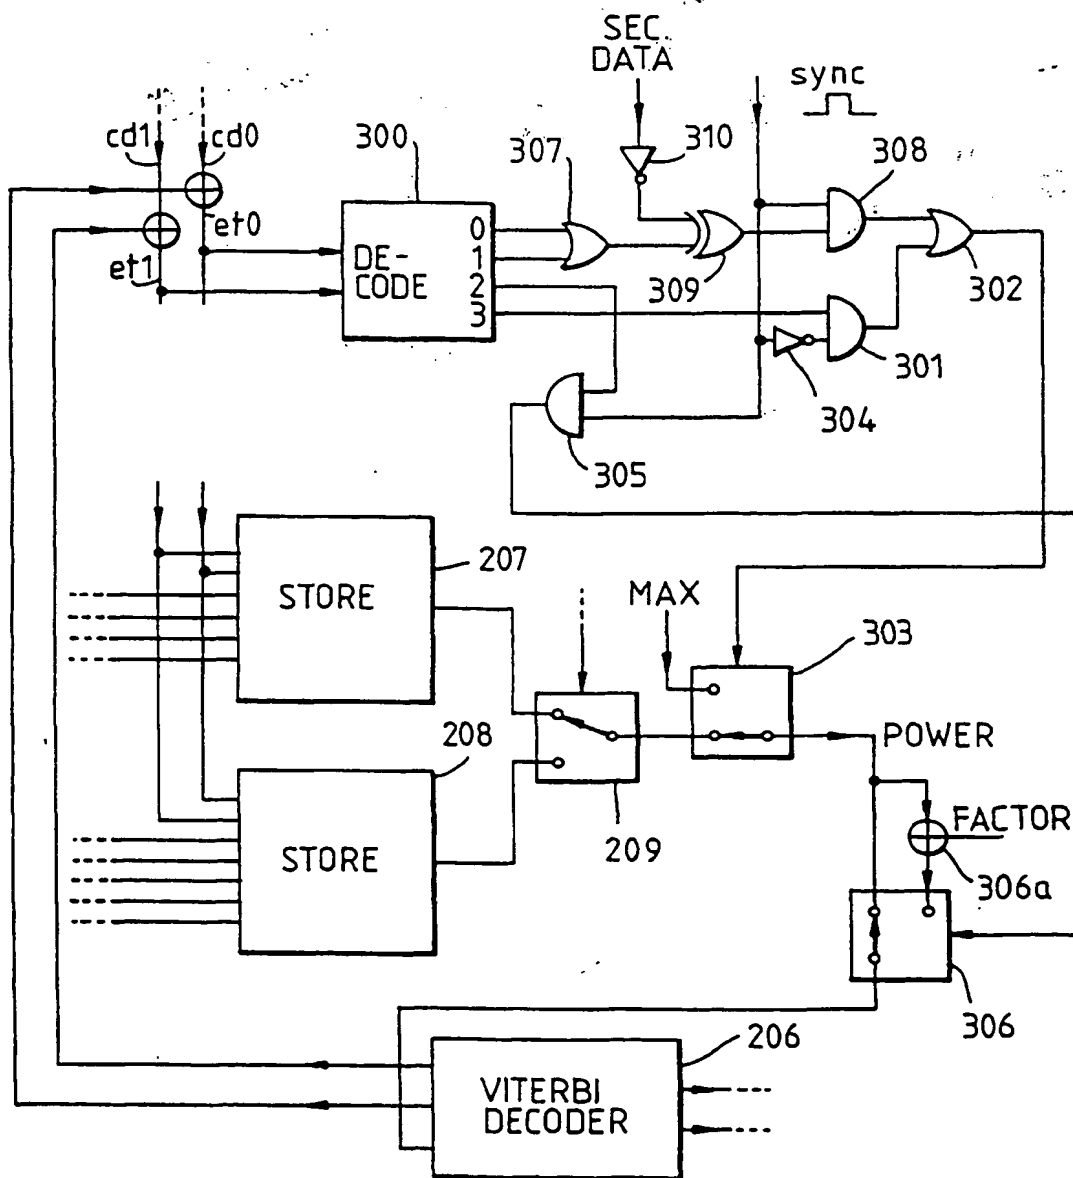 SEC.
DATA
sync
cd1
cd0
300
307
310
308
et0
et1
DE-
CODE
0
1
2
3
309
302
301
304
305
STORE
207
MAX
303
208
STORE
209
POWER
FACTOR
306a
306
206
VITERBI
DECODER